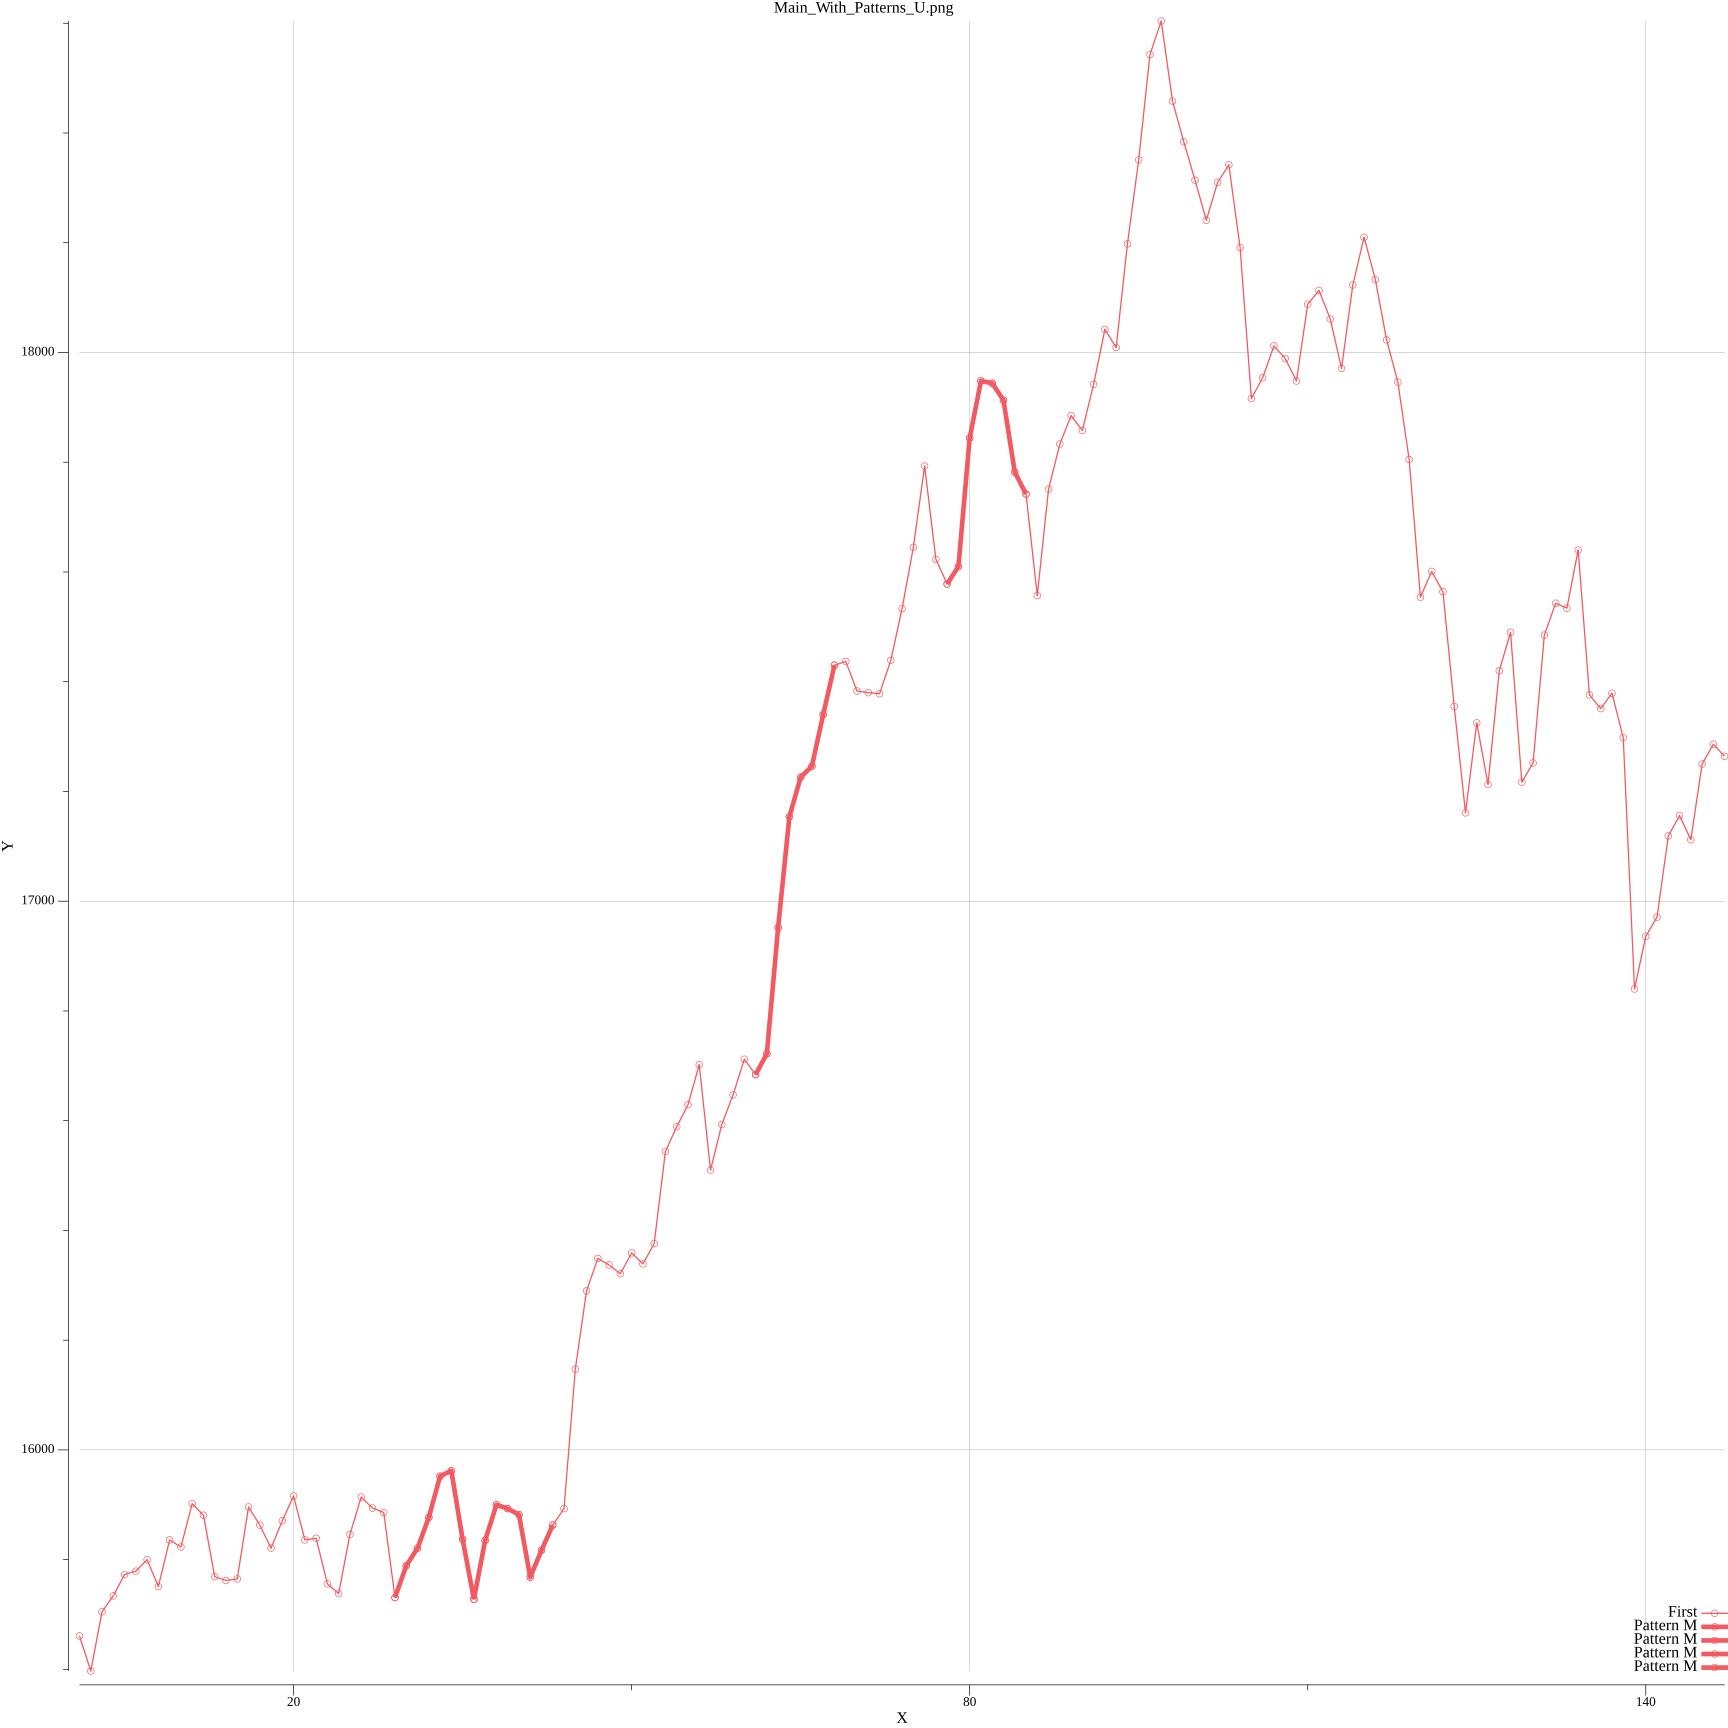 Main_With_Patterns_U.png
18000
17000
Y
16000
First
Pattern M
Pattern M
Pattern M
Pattern M
20
80
140
X